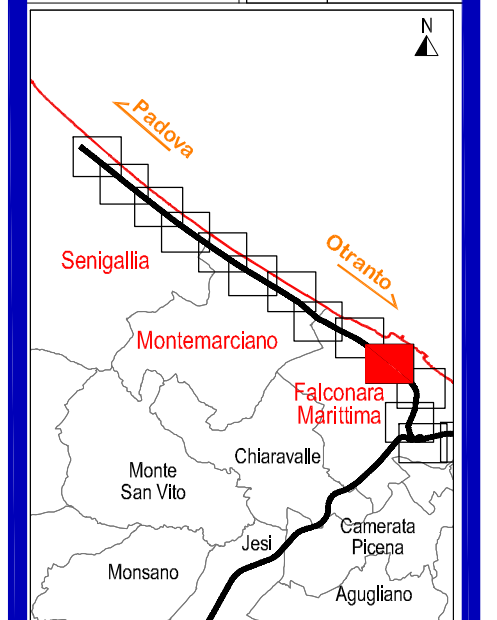 N
Padova
Otranto
Senigallia
Montemarciano
Falconara
Marittima
Chiaravalle
Monte
San Vito
Camerata
Picena
Jesi
Monsano
Agugliano